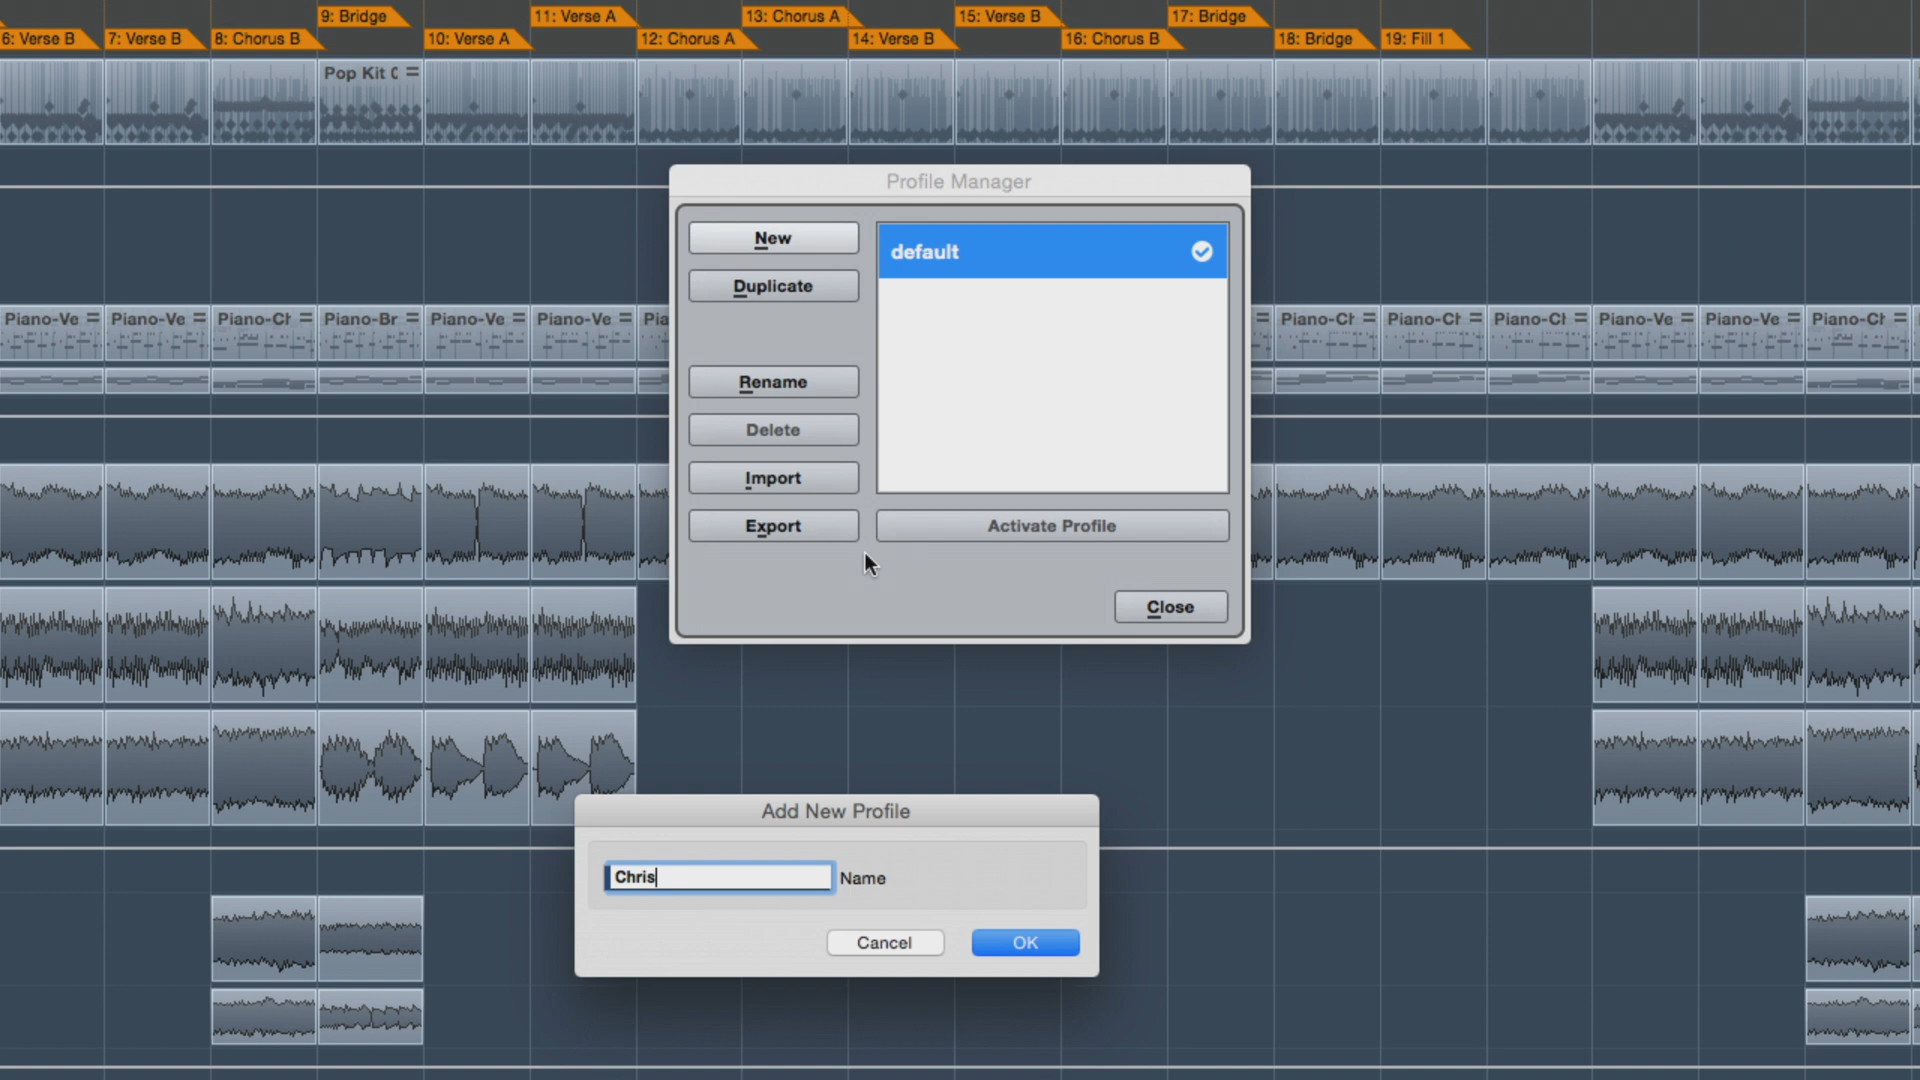 9: Bridge
11: Verse A
13: Chorus A
15: Verse B
17: Bridge
6: Verse B
7: Verse B
8: Chorus B
10: Verse A
12: Chorus A
14: Verse B
16: Chorus B
18: Bridge
19: Fill 1
Pop Kit 0
Profile Manager
New
default
Duplicate
Piano-Ve
Piano-Ve
Piano-Ch
Piano-Br
Piano-Ve
Piano-Ve
Pia
Piano-Ch
Piano-Ch
Piano-Ch
Piano-Ve
Piano-Ve
Piano-Ch
Rename
Delete
Import
Export
Activate Profile
Close
Add New Profile
Chris
Name
Cancel
OK